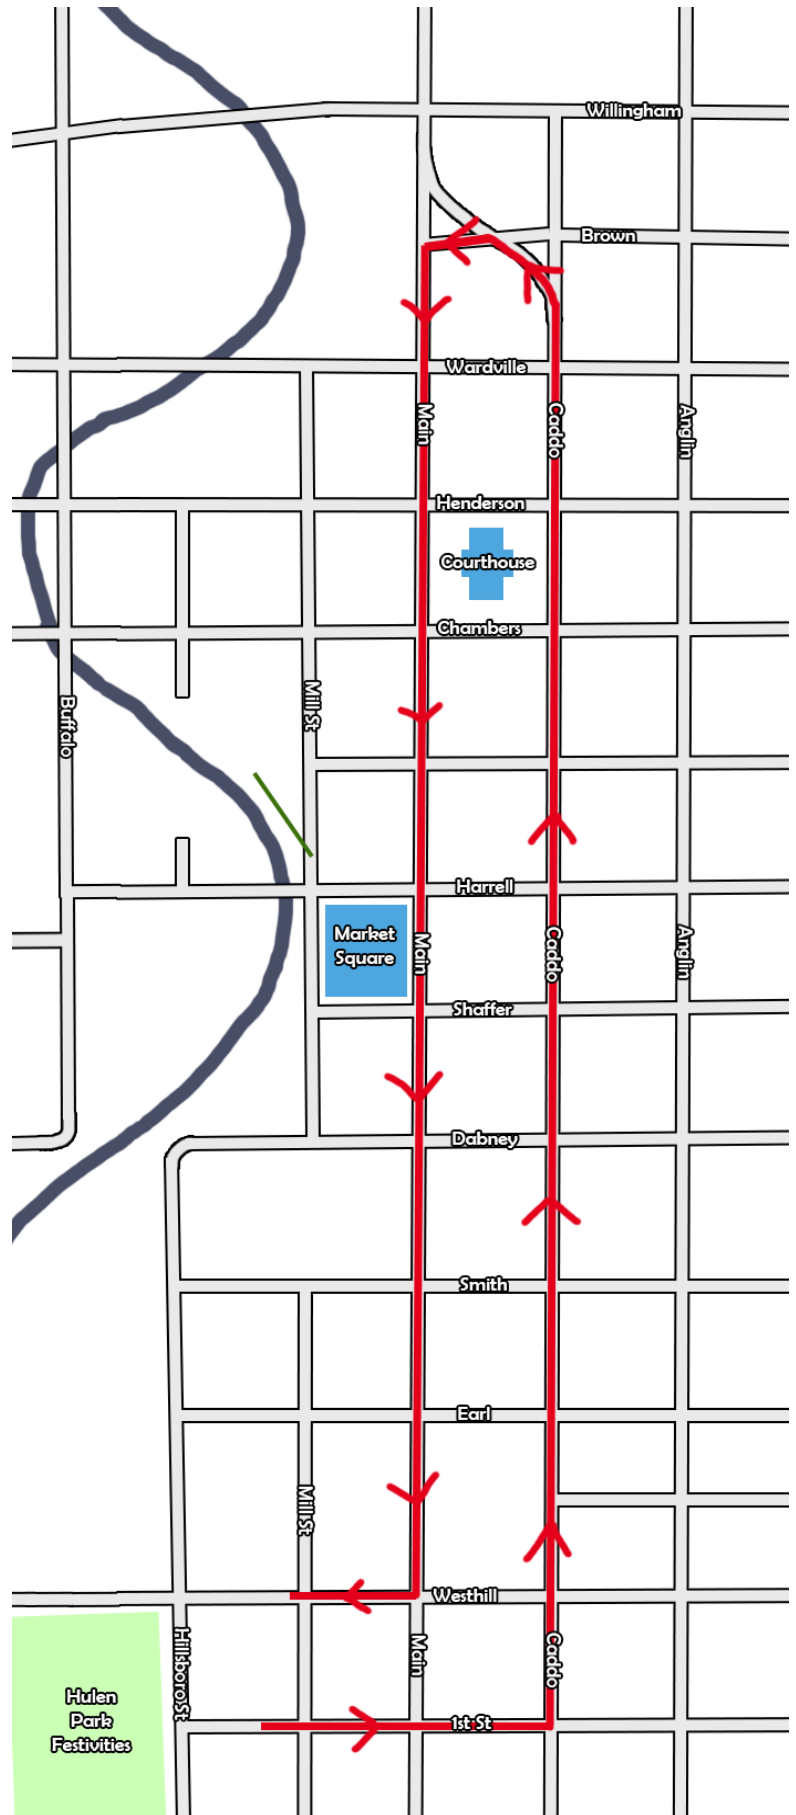 Willingham
Brown
Wardville
Main
Caddo
Anglin
Henderson
Courthouse
Chambers
Mill St
Buffalo
Harrell
Market
Square
Main
Caddo
Anglin
Shaffer
Dabney
Smith
Earl
Mill St
Westhill
Hillsboro St
Main
Caddo
Hulen
Park
Festivities
1st St